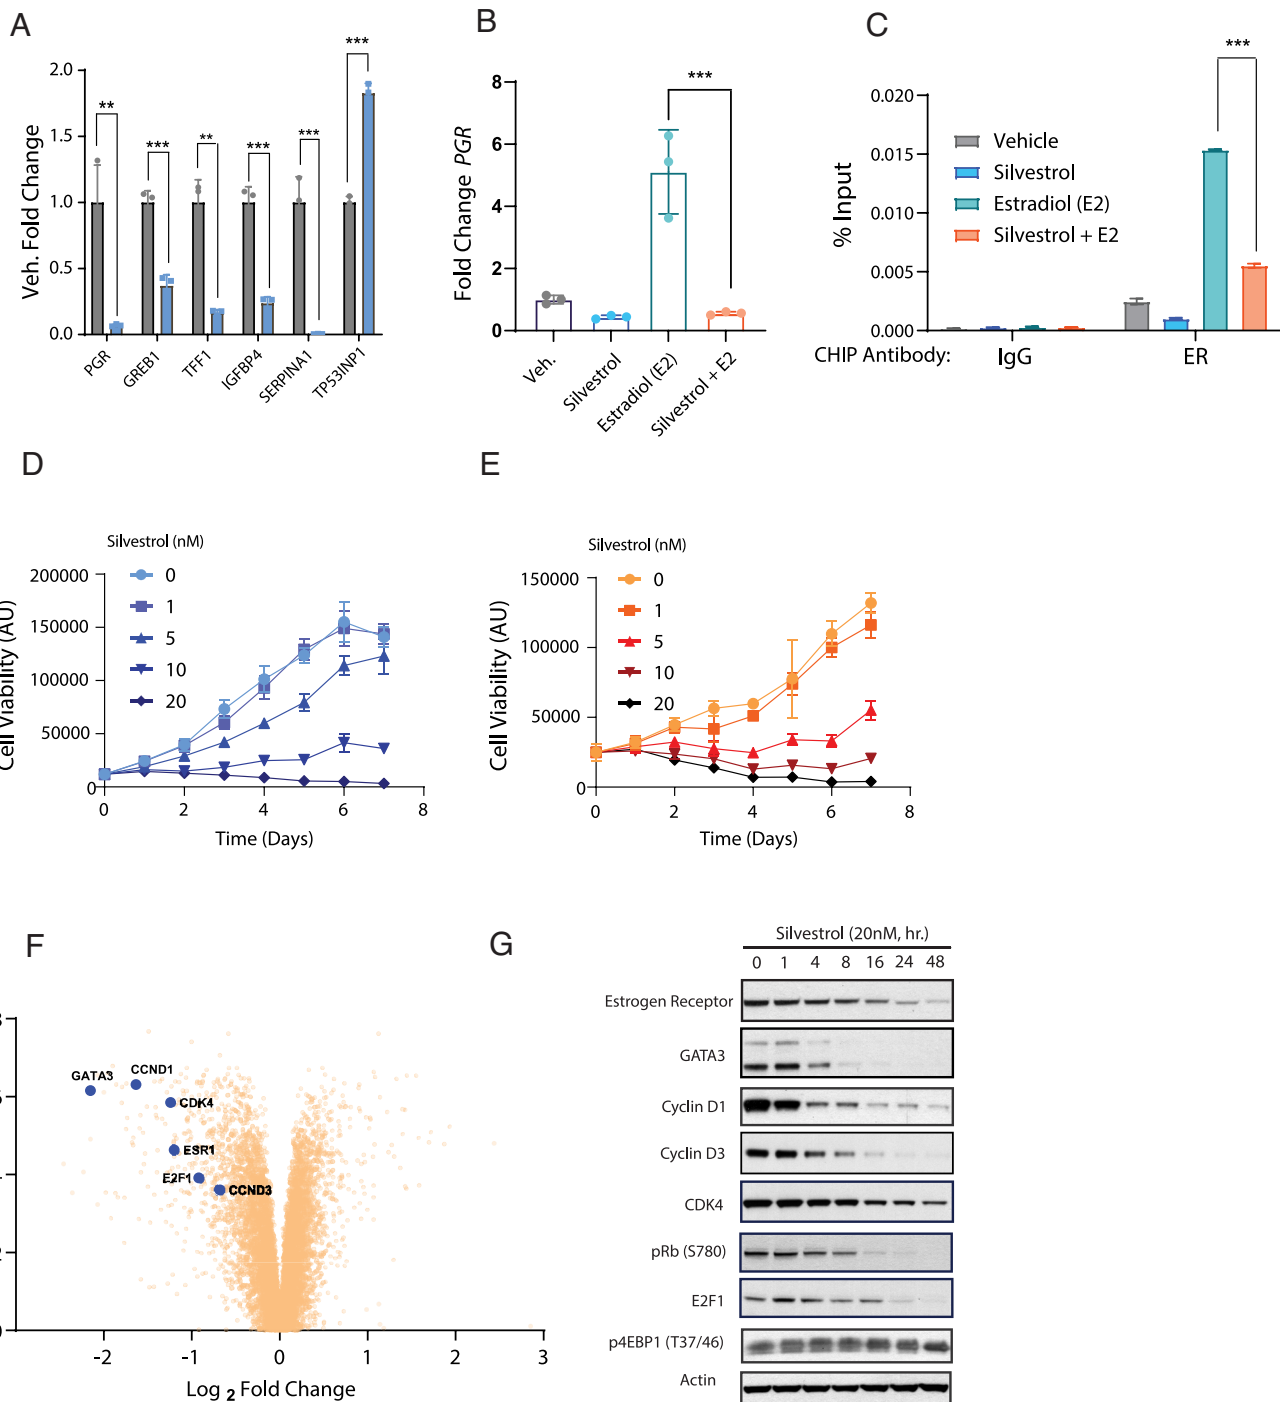 A
B
C
***
**
***
**
***
***
2.0
1.5
1.0
0.5
0.0
Veh. Fold Change
PGR
GREB1
TFF1
IGFBP4
SERPINA1
TP53INP1
***
8
6
4
2
0
Fold Change PGR
Veh.
Silvestrol
Estradiol (E2)
Silvestrol + E2
***
0.020
0.015
0.010
0.005
0.000
% Input
Vehicle
Silvestrol
Estradiol (E2)
Silvestrol + E2
CHIP Antibody:
IgG
ER
D
E
Silvestrol (nM)
0
1
5
10
20
200000
150000
100000
50000
0
Cell Viability (AU)
0 2 4 6 8
Time (Days)
Silvestrol (nM)
0
1
5
10
20
150000
100000
50000
0
Cell Viability (AU)
0 2 4 6 8
Time (Days)
F
G
GATA3
CCND1
CDK4
ESR1
E2F1
CCND3
-2 -1 0 1 2 3
Log 2 Fold Change
Silvestrol (20nM, hr.)
0 1 4 8 16 24 48
Estrogen Receptor
GATA3
Cyclin D1
Cyclin D3
CDK4
pRb (S780)
E2F1
p4EBP1 (T37/46)
Actin